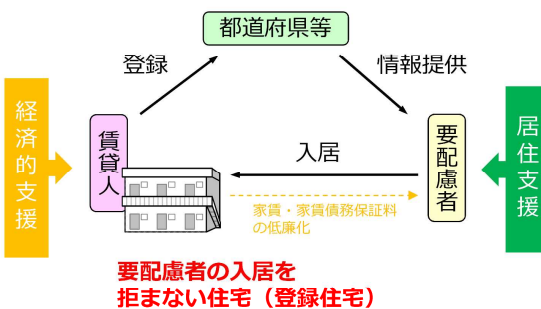 都道府県等
登録
情報提供
経済的支援
賃貸人
入居
要配慮者
居住支援
家賃・家賃債務保証料
の低廉化
要配慮者の入居を
拒まない住宅（登録住宅）